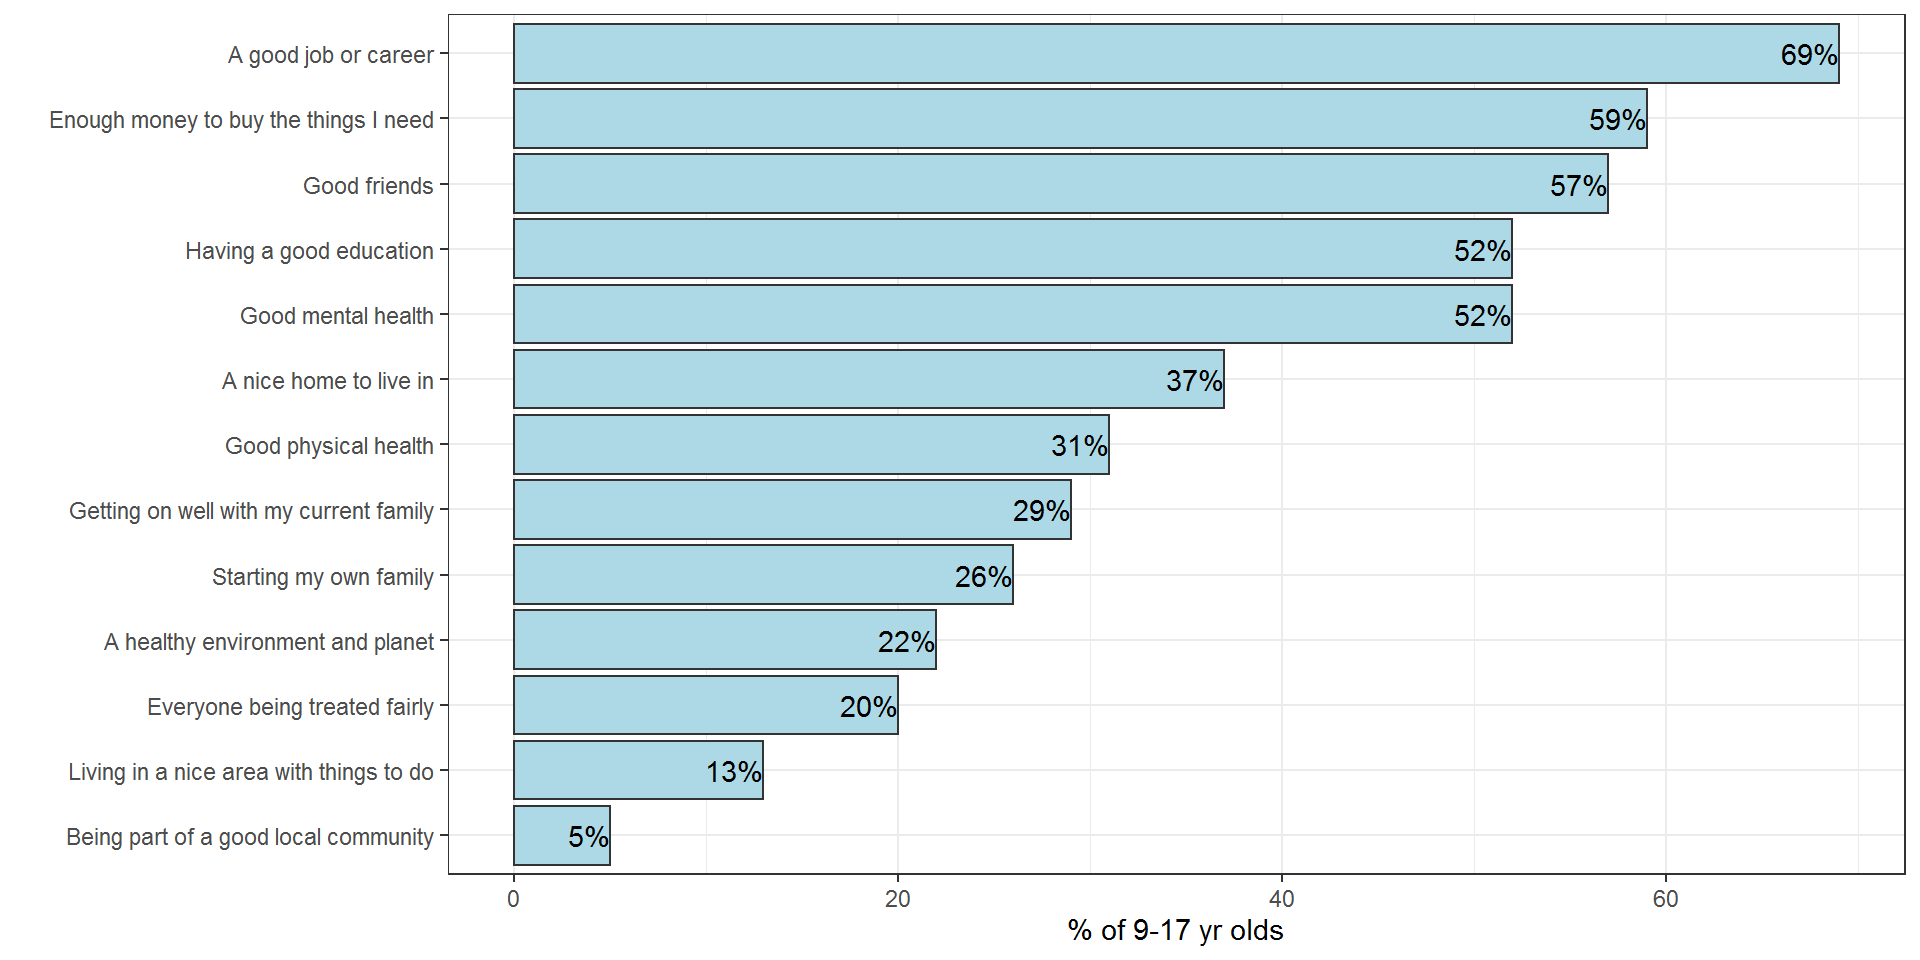 A good job or career 69%
Enough money to buy the things I need 59%
Good friends 57%
Having a good education 52%
Good mental health 52%
A nice home to live in 37%
Good physical health 31%
Getting on well with my current family 29%
Starting my own family 26%
A healthy environment and planet 22%
Everyone being treated fairly 20%
Living in a nice area with things to do 13%
Being part of a good local community 5%
0 20 40 60
% of 9-17 yr olds